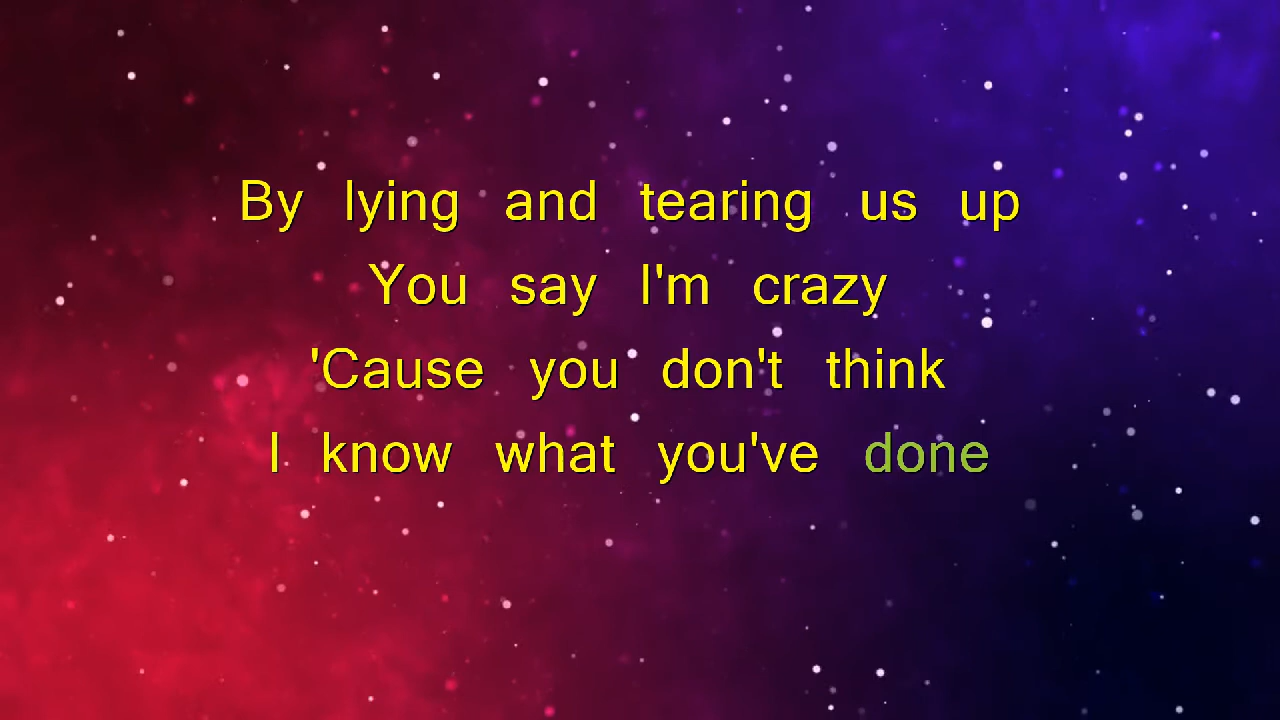 By lying and tearing us up
You say I'm crazy
'Cause you don't think
I know what you've done